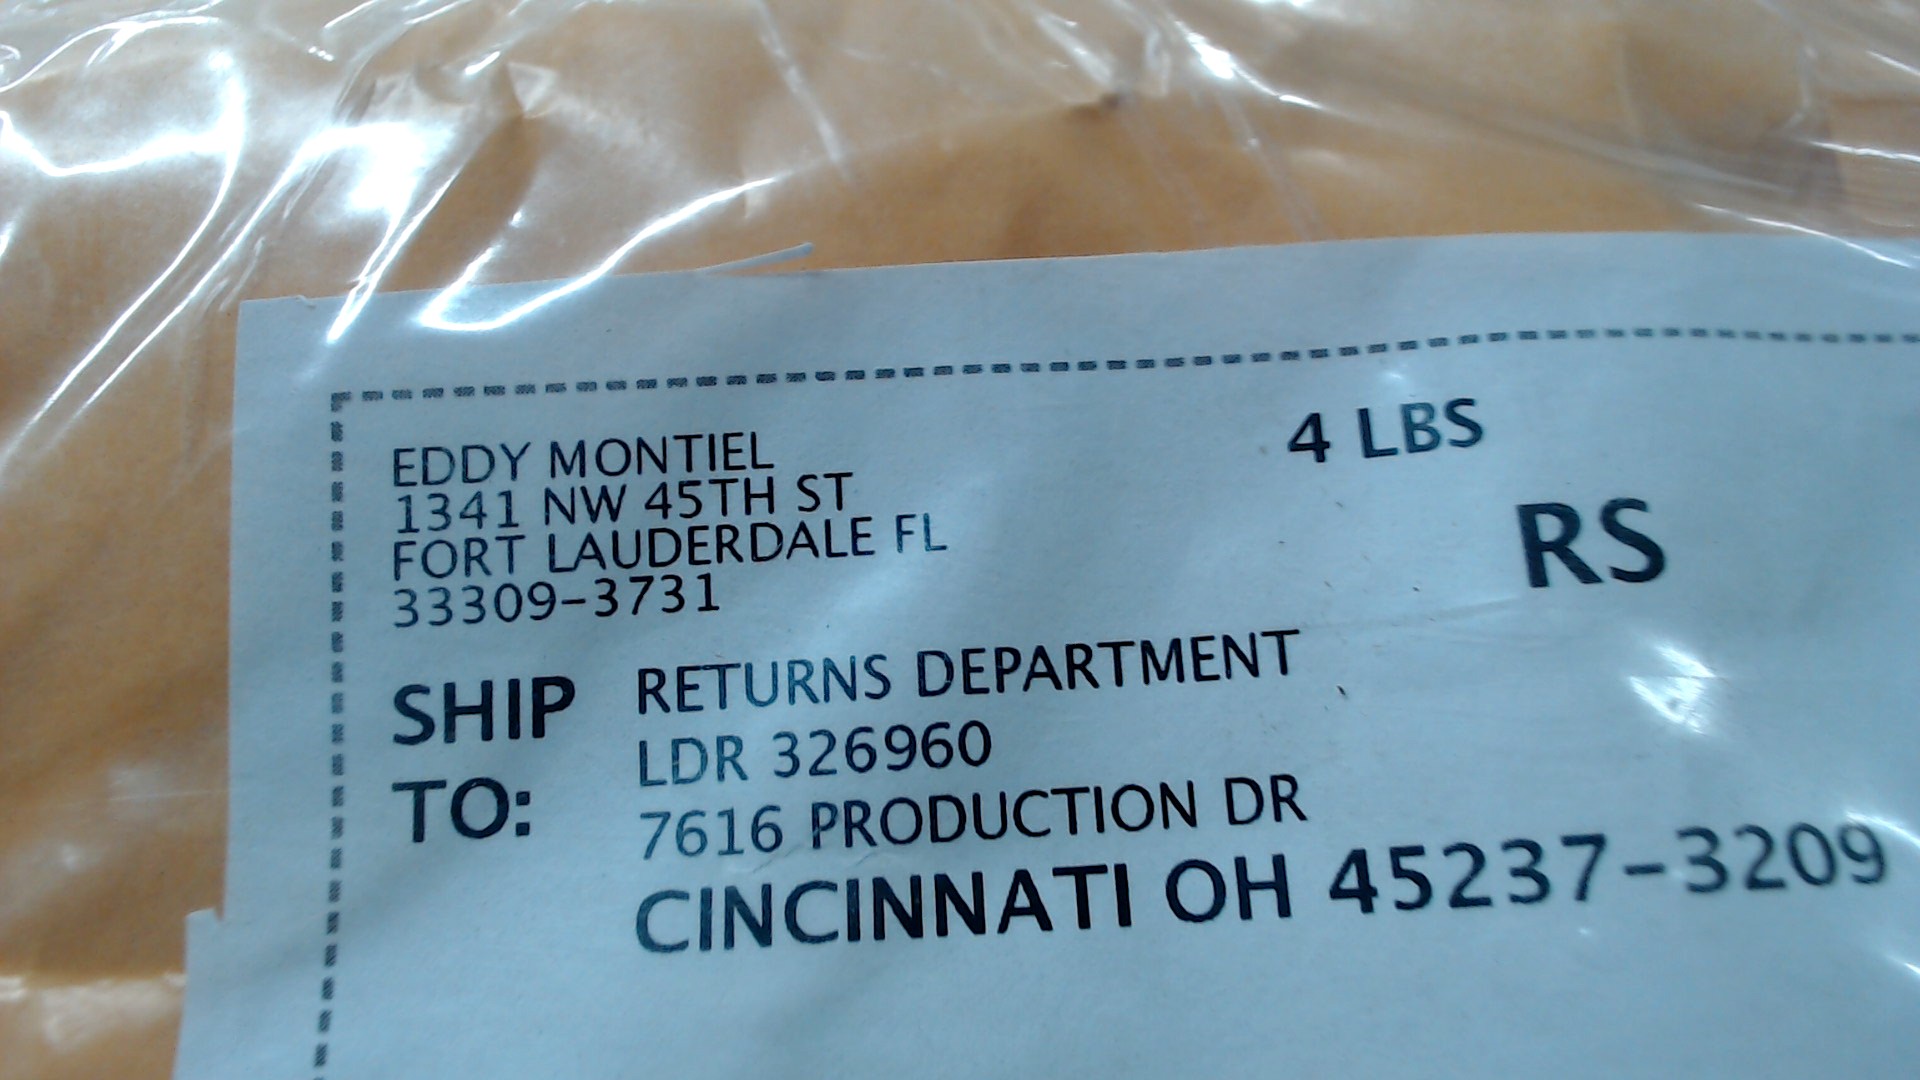 EDDY MONTIEL
1341 NW 45TH ST
FORT LAUDERDALE FL
33309-3731
4 LBS
RS
SHIP TO:
RETURNS DEPARTMENT
LDR 326960
7616 PRODUCTION DR
CINCINNATI OH 45237-3209